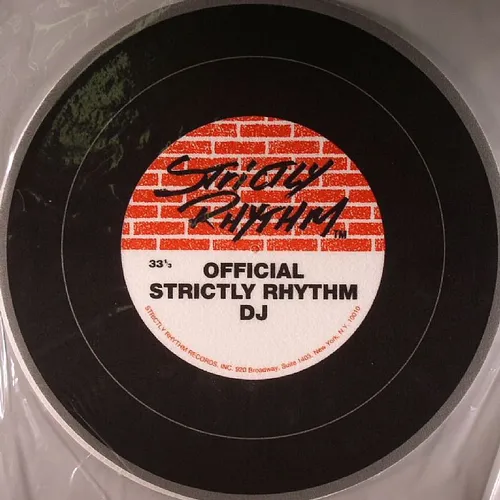 Strictly
Rhythm TM
33⅓
OFFICIAL
STRICTLY RHYTHM
DJ
STRICTLY RHYTHM RECORDS, INC. 920 Broadway, Suite 1403, New York, N.Y. 10010